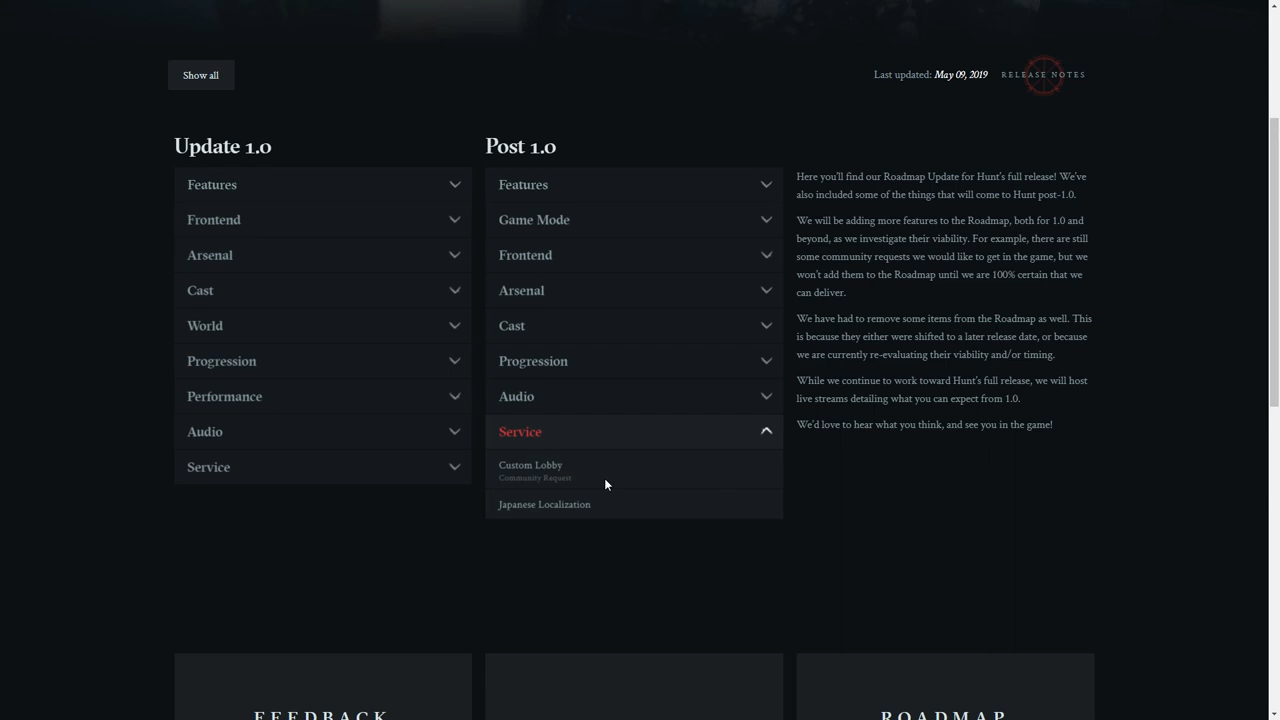 Show all
Last updated: May 09, 2019
RELEASE NOTES
Update 1.0
Features
Frontend
Arsenal
Cast
World
Progression
Performance
Audio
Service
Post 1.0
Features
Game Mode
Frontend
Arsenal
Cast
Progression
Audio
Service
Custom Lobby
Community Request
Japanese Localization
Here you'll find our Roadmap Update for Hunt's full release! We've
also included some of the things that will come to Hunt post-1.0.
We will be adding more features to the Roadmap, both for 1.0 and
beyond, as we investigate their viability. For example, there are still
some community requests we would like to get in the game, but we
won't add them to the Roadmap until we are 100% certain that we
can deliver.
We have had to remove some items from the Roadmap as well. This
is because they either were shifted to a later release date, or because
we are currently re-evaluating their viability and/or timing.
While we continue to work toward Hunt's full release, we will host
live streams detailing what you can expect from 1.0.
We'd love to hear what you think, and see you in the game!
FEEDBACK
ROADMAP